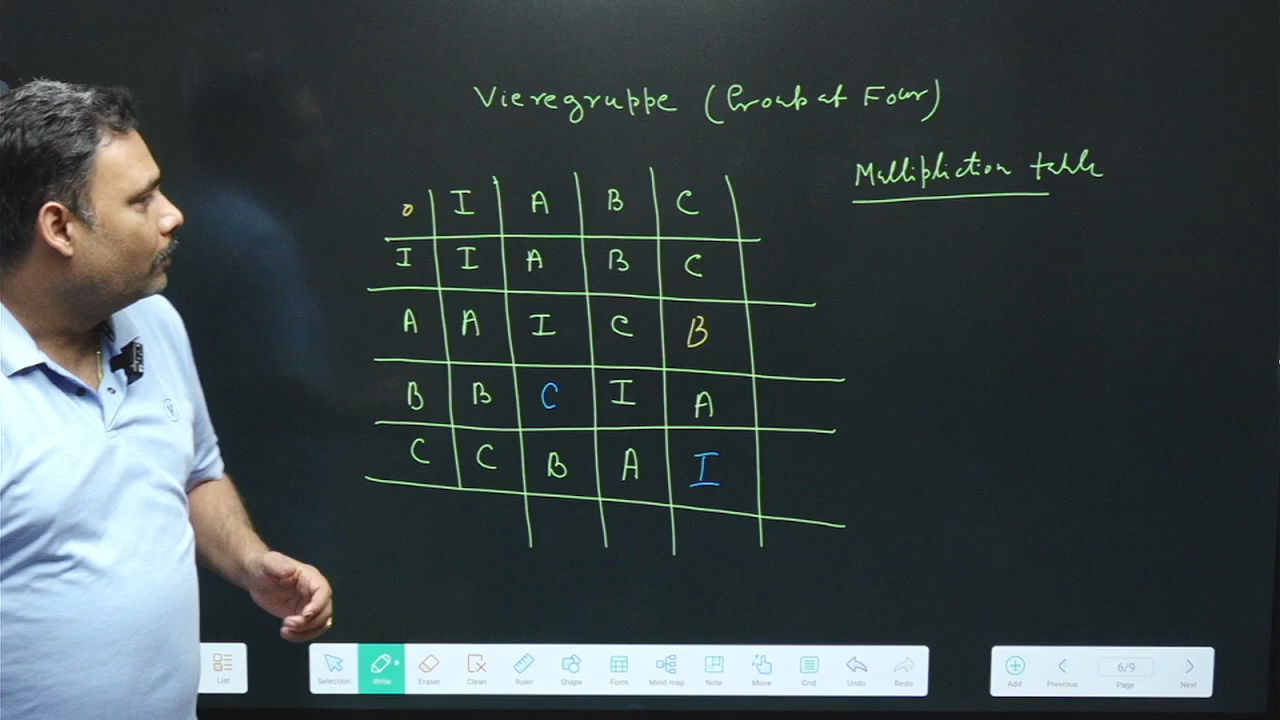 Vieregruppe (Group of Four)
Multipliction table
o I A B C
I I A B C
A A I C B
B B C I A
C C B A I
List
Selection Write Eraser Clean Ruler Shape Form Mind map Note Move Grid Undo Redo
Add Previous 6/9 Page Next